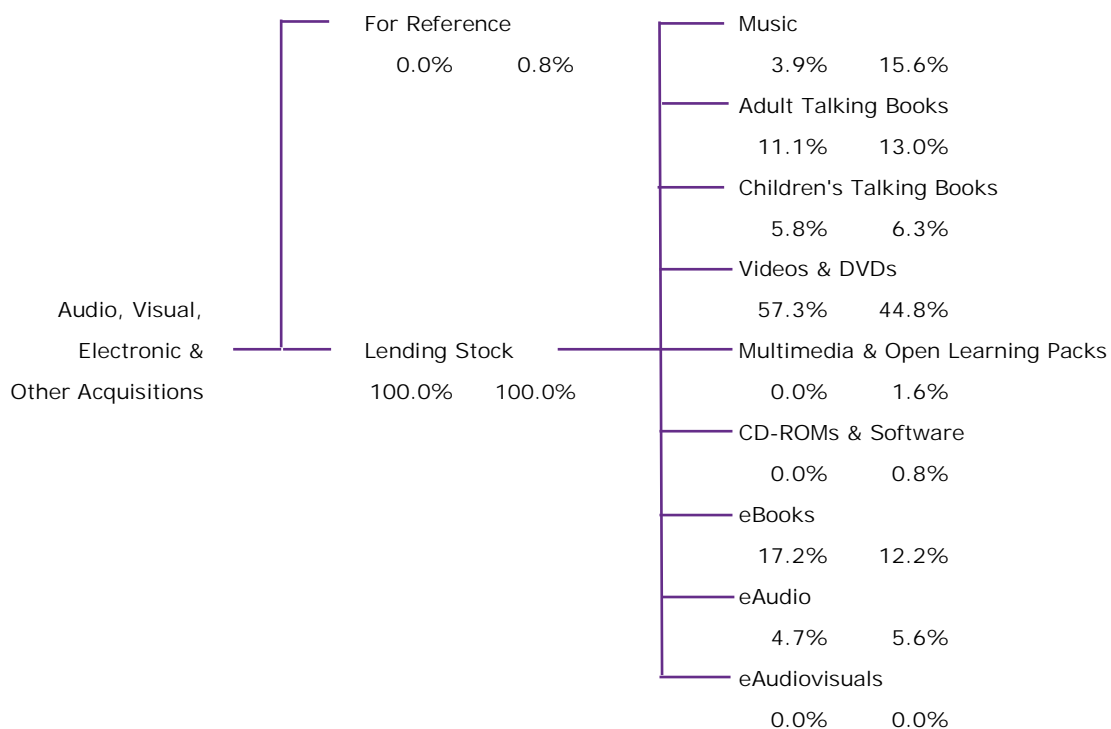 For Reference
0.0% 0.8%
Audio, Visual,
Electronic &
Other Acquisitions
Lending Stock
100.0% 100.0%
Music
3.9% 15.6%
Adult Talking Books
11.1% 13.0%
Children's Talking Books
5.8% 6.3%
Videos & DVDs
57.3% 44.8%
Multimedia & Open Learning Packs
0.0% 1.6%
CD-ROMs & Software
0.0% 0.8%
eBooks
17.2% 12.2%
eAudio
4.7% 5.6%
eAudiovisuals
0.0% 0.0%